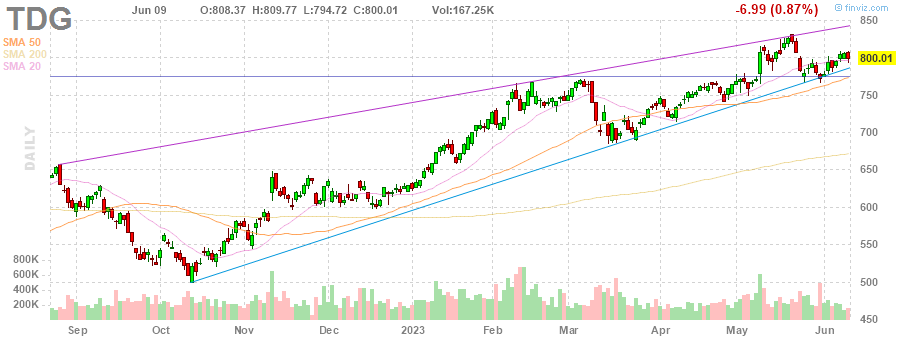 TDG Jun 09 O:808.37 H:809.77 L:794.72 C:800.01 Vol:167.25K -6.99 (0.87%) © finviz.com
SMA 50
SMA 200
SMA 20
DAILY
850
800.01
750
700
650
600
550
500
450
800K
600K
400K
200K
Sep Oct Nov Dec 2023 Feb Mar Apr May Jun